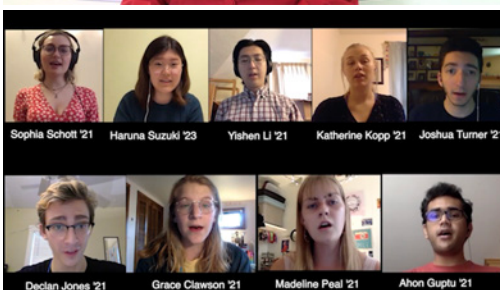 Sophia Schott '21
Haruna Suzuki '23
Yishen Li '21
Katherine Kopp '21
Joshua Turner '2
Declan Jones '21
Grace Clawson '21
Madeline Peal '21
Ahon Guptu '21